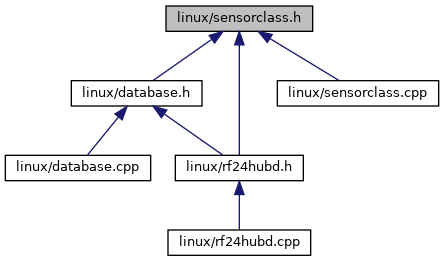 linux/sensorclass.h
linux/database.h
linux/sensorclass.cpp
linux/database.cpp
linux/rf24hubd.h
linux/rf24hubd.cpp